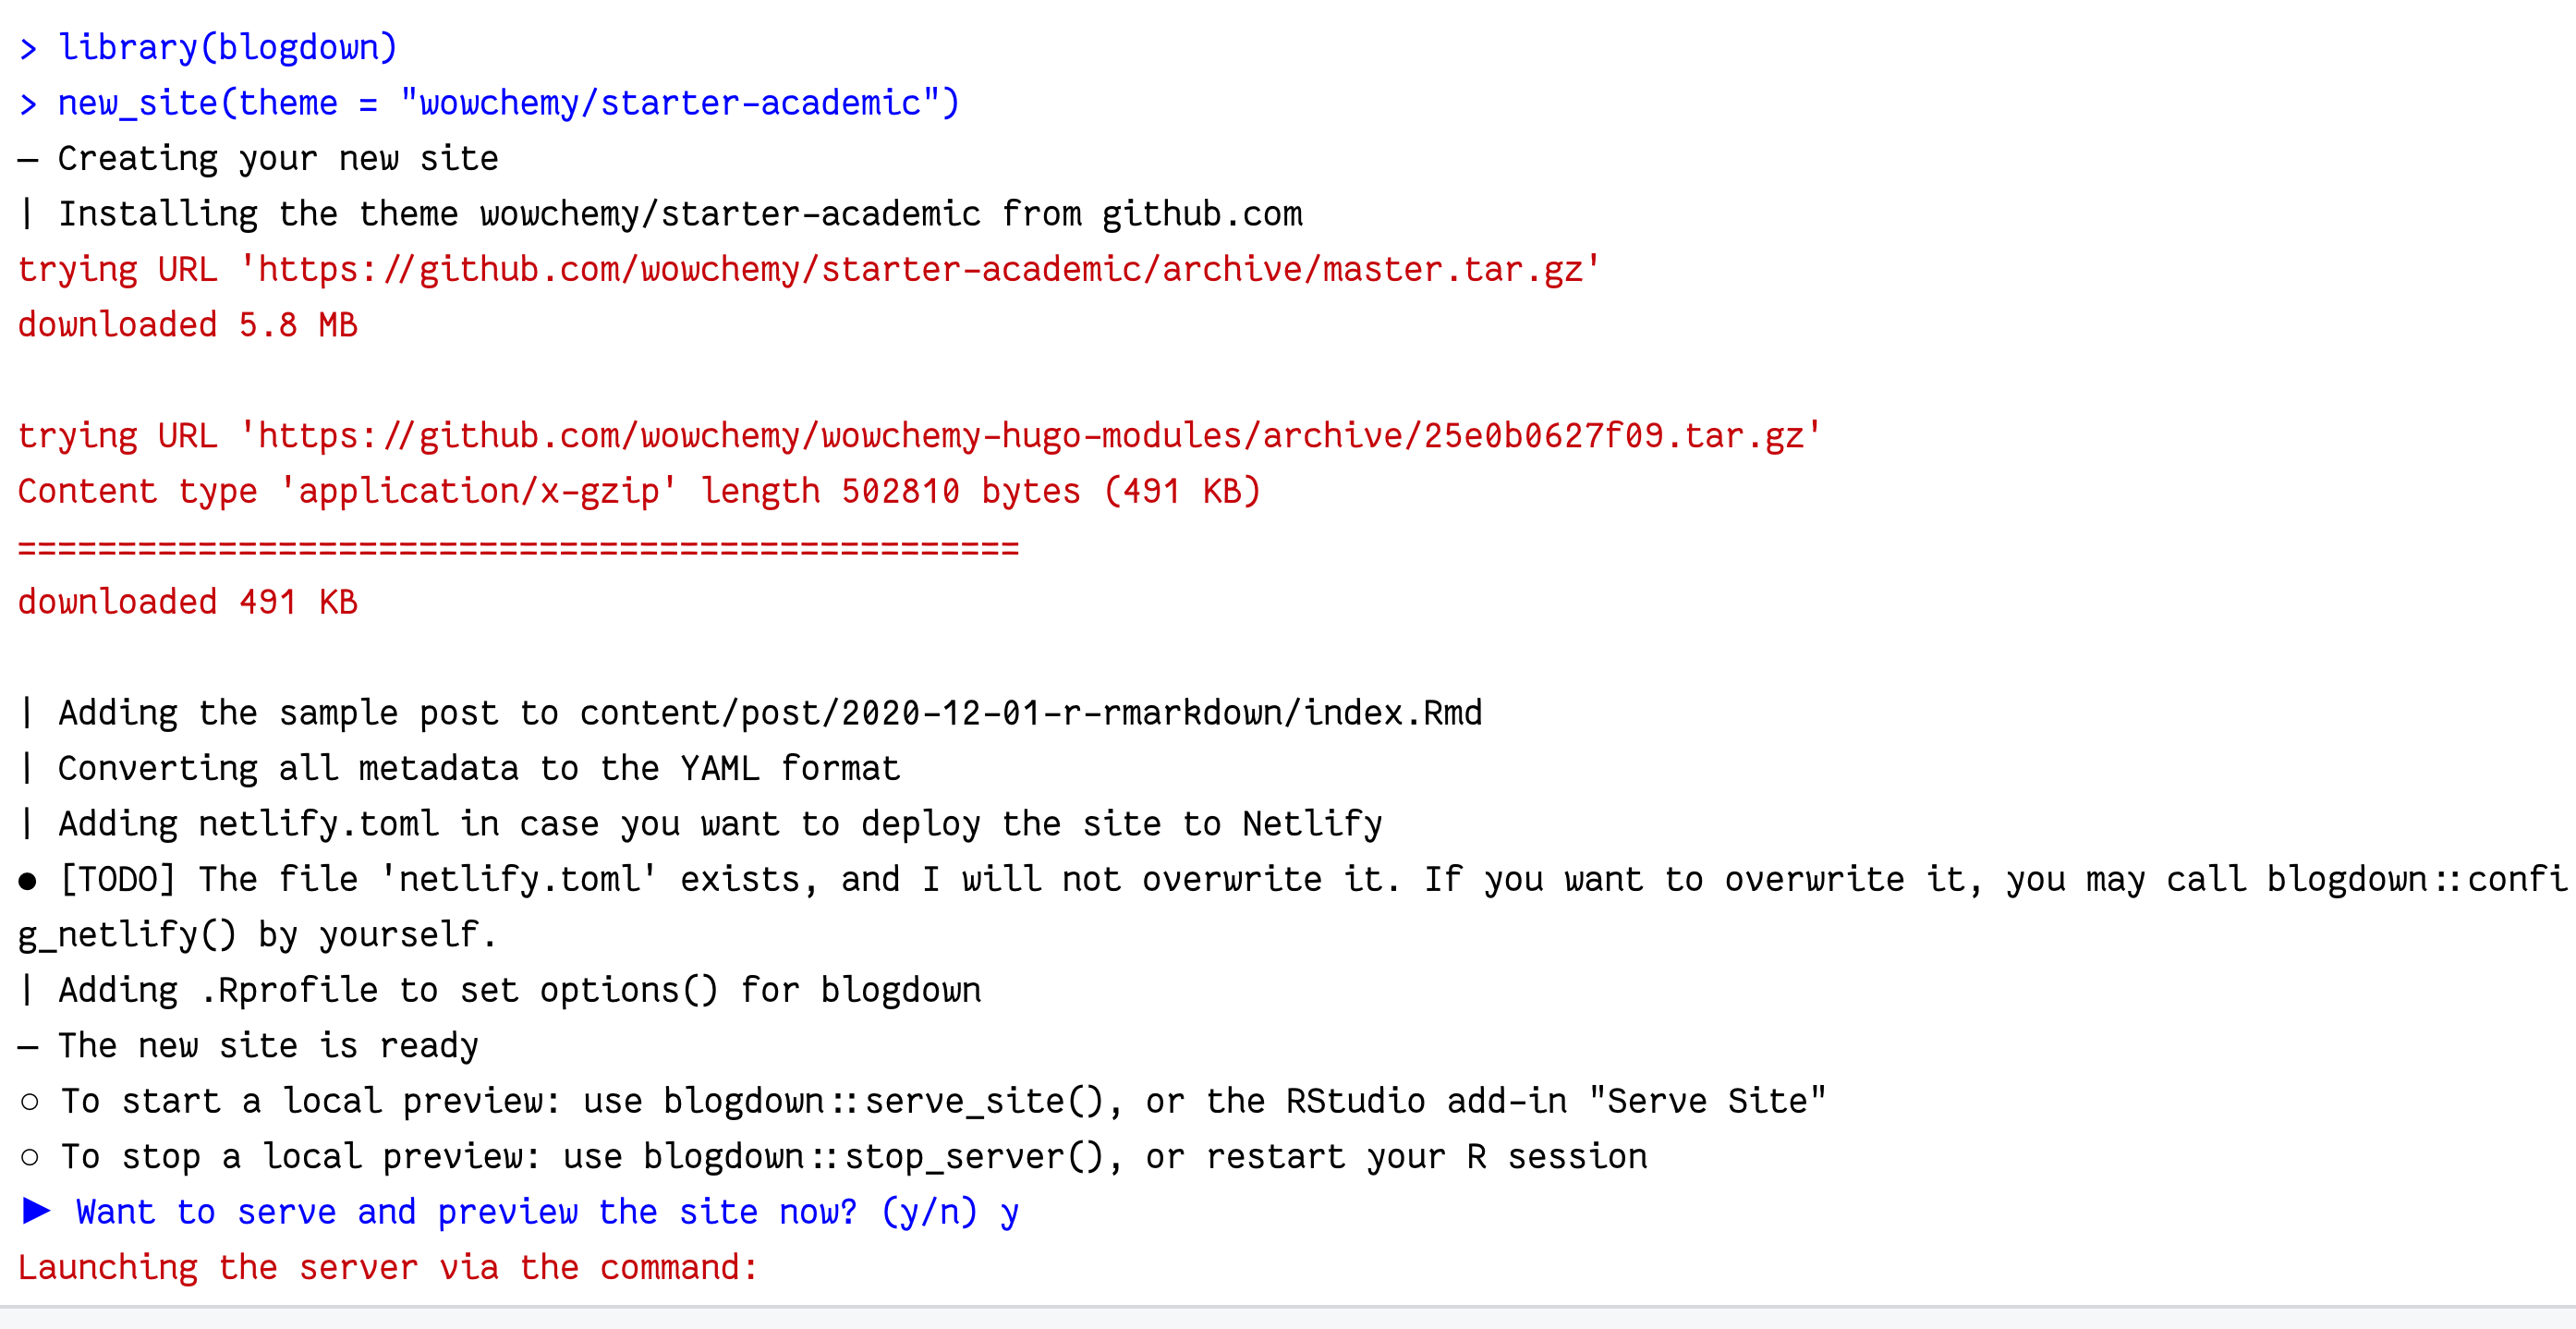 > library(blogdown)
> new_site(theme = "wowchemy/starter-academic")
― Creating your new site
| Installing the theme wowchemy/starter-academic from github.com
trying URL 'https://github.com/wowchemy/starter-academic/archive/master.tar.gz'
downloaded 5.8 MB
trying URL 'https://github.com/wowchemy/wowchemy-hugo-modules/archive/25e0b0627f09.tar.gz'
Content type 'application/x-gzip' length 502810 bytes (491 KB)
==================================================
downloaded 491 KB
| Adding the sample post to content/post/2020-12-01-r-rmarkdown/index.Rmd
| Converting all metadata to the YAML format
| Adding netlify.toml in case you want to deploy the site to Netlify
● [TODO] The file 'netlify.toml' exists, and I will not overwrite it. If you want to overwrite it, you may call blogdown::confi
g_netlify() by yourself.
| Adding .Rprofile to set options() for blogdown
― The new site is ready
○ To start a local preview: use blogdown::serve_site(), or the RStudio add-in "Serve Site"
○ To stop a local preview: use blogdown::stop_server(), or restart your R session
► Want to serve and preview the site now? (y/n) y
Launching the server via the command: